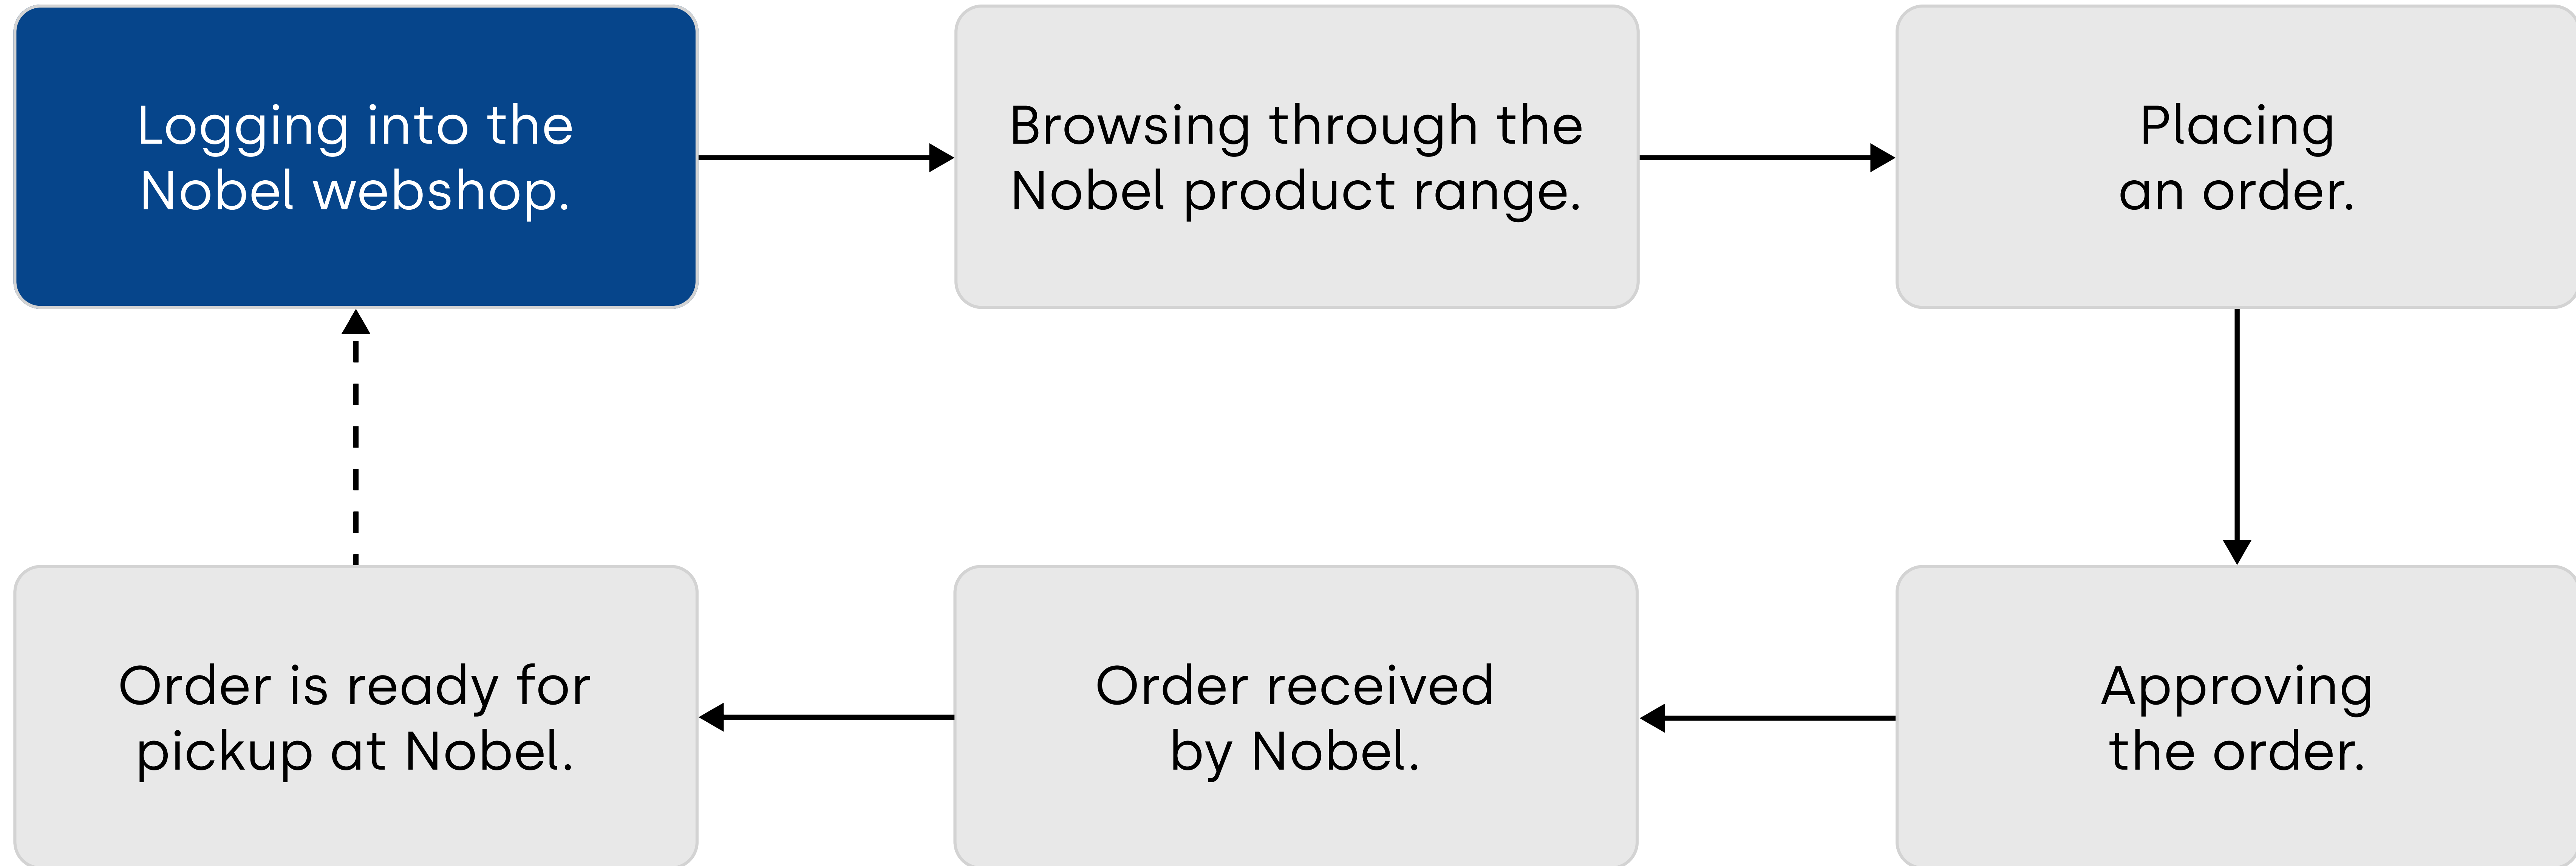 Logging into the
Nobel webshop.
Browsing through the
Nobel product range.
Placing
an order.
Order is ready for
pickup at Nobel.
Order received
by Nobel.
Approving
the order.